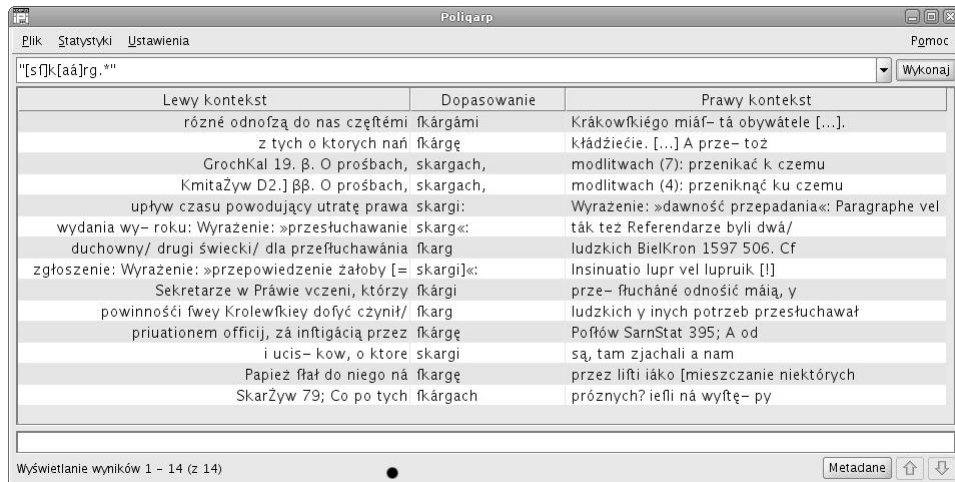 Poliqarp
Plik Statystyki Ustawienia Pomoc
"[sſ]k[aá]rg.*" Wykonaj
Lewy kontekst Dopasowanie Prawy kontekst
rózné odnoſzą do nas częſtémi ſkárgámi Krákowſkiégo miáſ– tá obywátele [...].
z tych o ktorych nań ſkárgę kłádźiećie. [...] A prze– toż
GrochKal 19. β. O prośbach, skargach, modlitwach (7): przenikać k czemu
KmitaŻyw D2.] ββ. O prośbach, skargach, modlitwach (4): przeniknąć ku czemu
upływ czasu powodujący utratę prawa skargi: Wyrażenie: »dawność przepadania«: Paragraphe vel
wydania wy– roku: Wyrażenie: »przesłuchawanie skarg«: ták też Referendarze byli dwá/
duchowny/ drugi świecki/ dla przeſłuchawánia ſkarg ludzkich BielKron 1597 506. Cf
zgłoszenie: Wyrażenie: »przepowiedzenie żałoby [= skargi]«: Insinuatio lupr vel lupruik [!]
Sekretarze w Práwie vczeni, którzy ſkárgi prze– ſłucháné odnośić máią, y
powinnośći ſwey Krolewſkiey doſyć czynił/ ſkarg ludzkich y inych potrzeb przesłuchawał
priuationem officij, zá inſtigácią przez ſkárgę Poſłów SarnStat 395; A od
i ucis– kow, o ktore skargi są, tam zjachali a nam
Papież ſłał do niego ná ſkargę przez liſti iáko [mieszczanie niektórych
SkarŻyw 79; Co po tych ſkárgach próznych? ieſli ná wyſtę– py
Wyświetlanie wyników 1 – 14 (z 14) Metadane